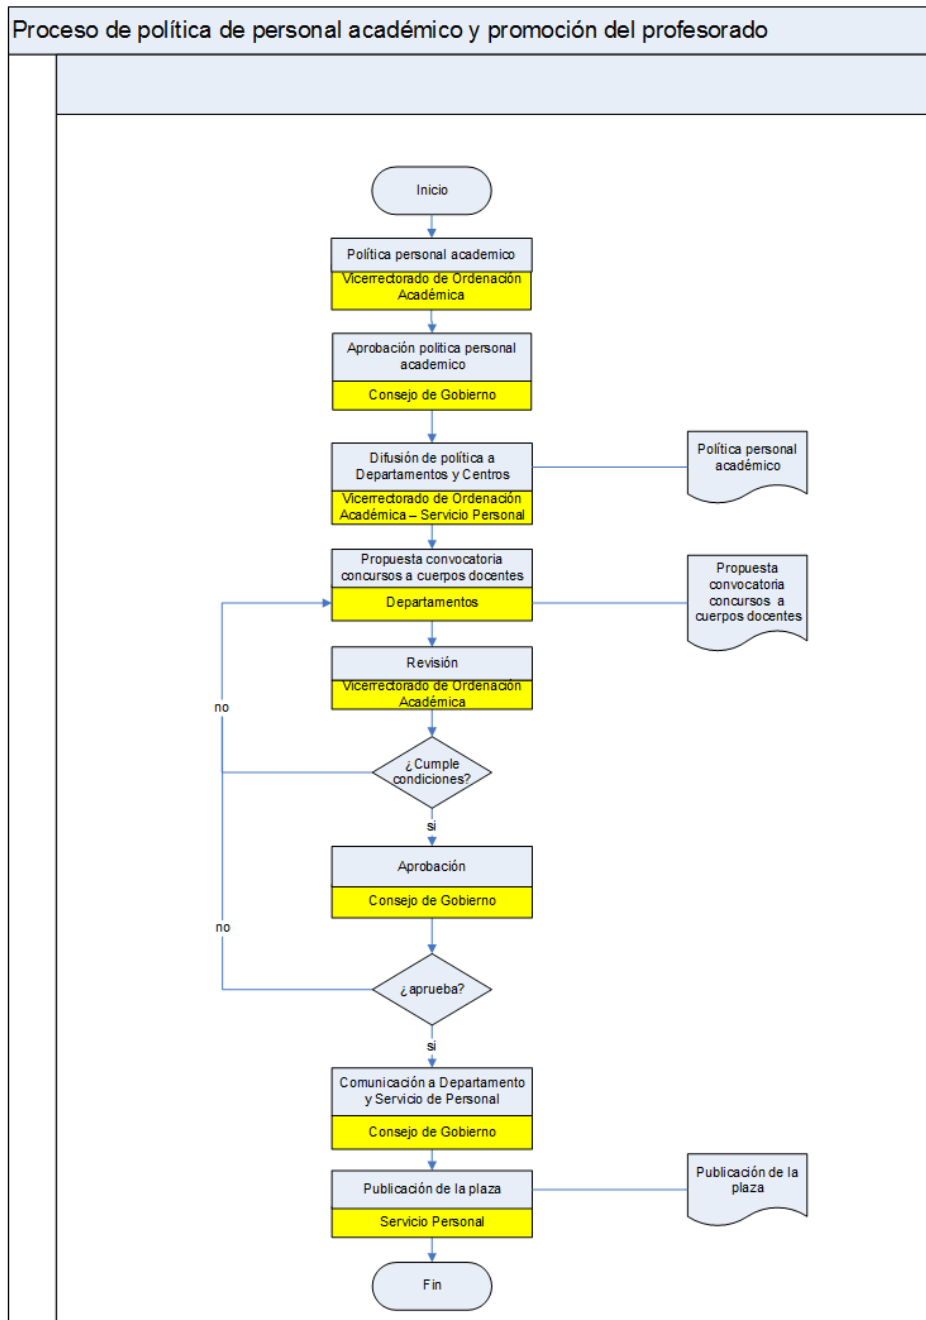 Proceso de política de personal académico y promoción del profesorado
Inicio
Política personal academico
Vicerrectorado de Ordenación
Académica
Aprobación politica personal
academico
Consejo de Gobierno
Difusión de política a
Departamentos y Centros
Vicerrectorado de Ordenación
Académica – Servicio Personal
Política personal
académico
Propuesta convocatoria
concursos a cuerpos docentes
Departamentos
Propuesta
convocatoria
concursos a
cuerpos docentes
Revisión
Vicerrectorado de Ordenación
Académica
no
¿Cumple
condiciones?
si
Aprobación
Consejo de Gobierno
no
¿aprueba?
si
Comunicación a Departamento
y Servicio de Personal
Consejo de Gobierno
Publicación de la plaza
Servicio Personal
Publicación de la
plaza
Fin